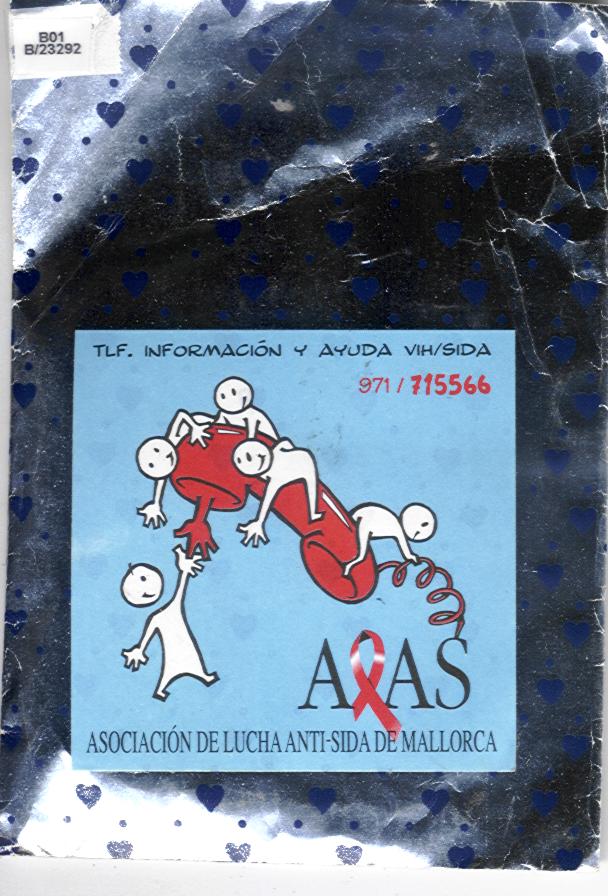 B01
B/23292
TLF. INFORMACIÓN Y AYUDA VIH/SIDA
971 / 715566
ALAS
ASOCIACIÓN DE LUCHA ANTI-SIDA DE MALLORCA